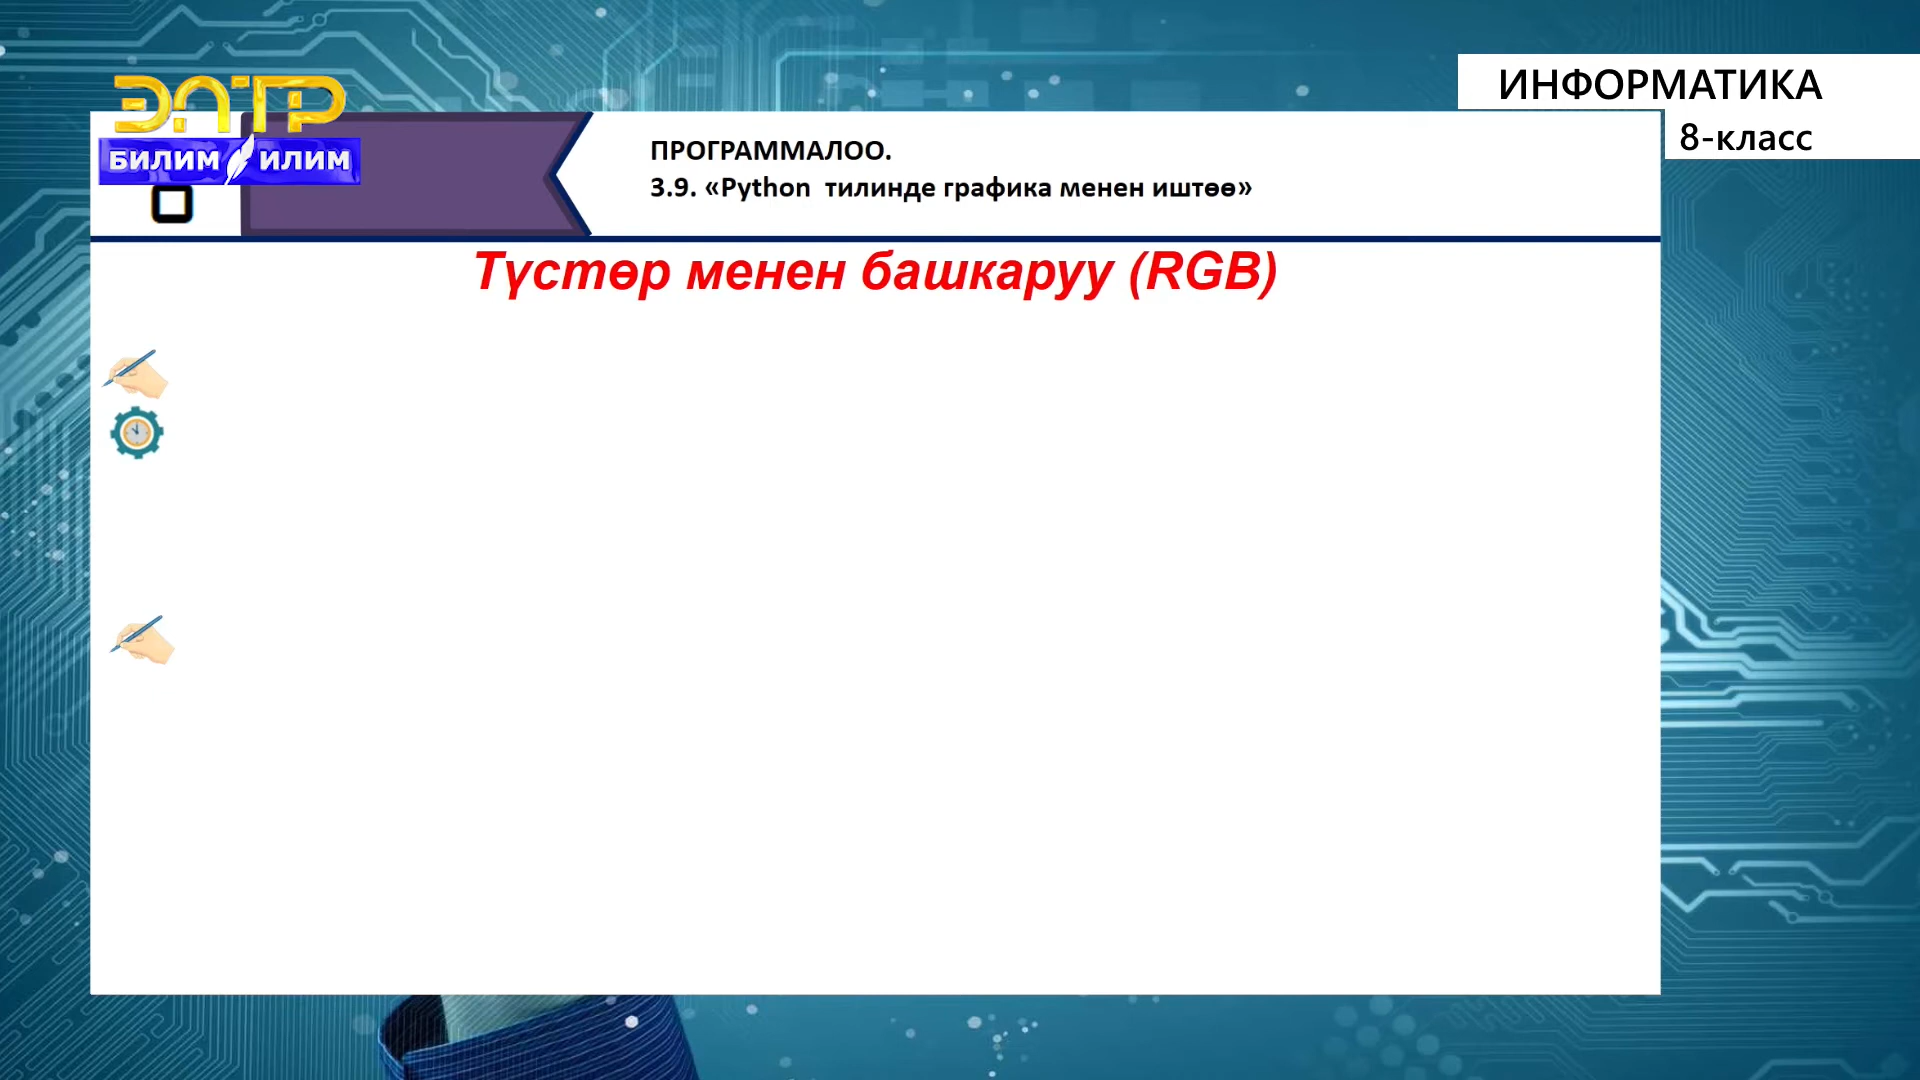 ЭЛТР
БИЛИМ ИЛИМ
ИНФОРМАТИКА
8-класс
ПРОГРАММАЛОО.
3.9. «Python тилинде графика менен иштөө»
Түстөр менен башкаруу (RGB)